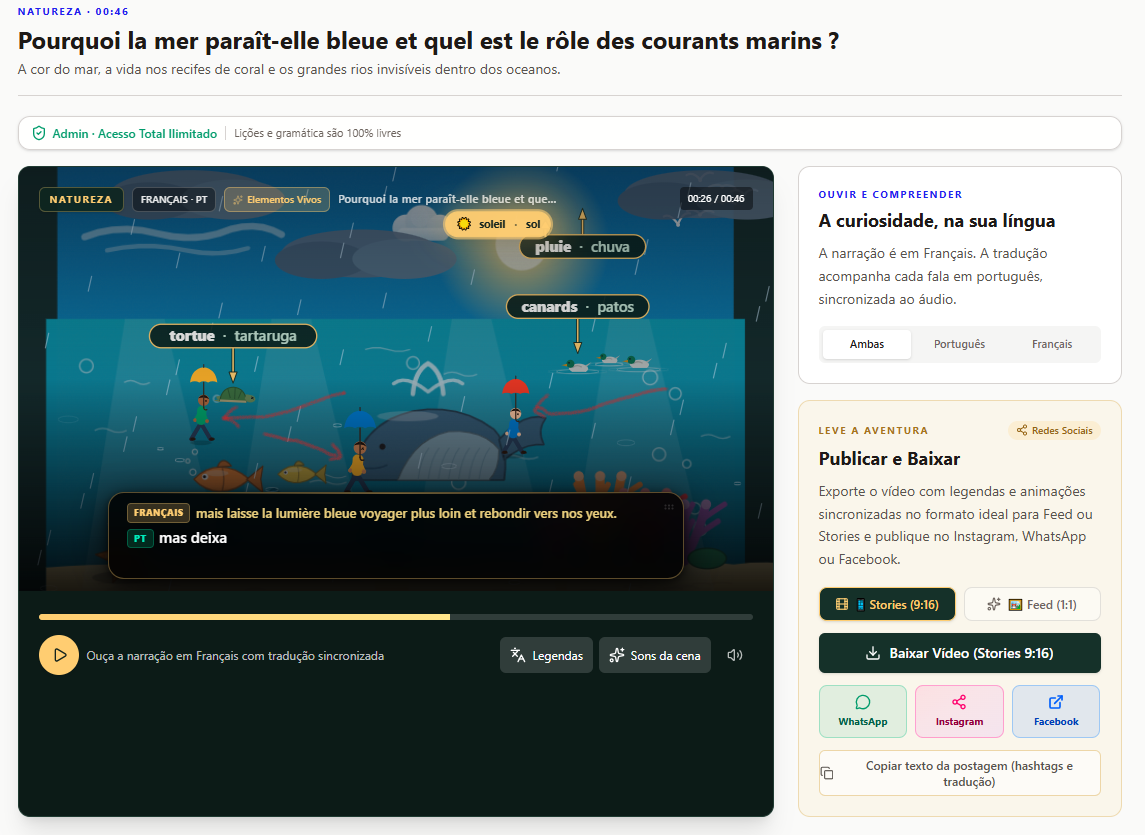 NATUREZA · 00:46
Pourquoi la mer paraît-elle bleue et quel est le rôle des courants marins ?
A cor do mar, a vida nos recifes de coral e os grandes rios invisíveis dentro dos oceanos.
Admin · Acesso Total Ilimitado
Lições e gramática são 100% livres
NATUREZA
FRANÇAIS · PT
Elementos Vivos
Pourquoi la mer paraît-elle bleue et que...
00:26 / 00:46
soleil · sol
pluie · chuva
canards · patos
tortue · tartaruga
FRANÇAIS mais laisse la lumière bleue voyager plus loin et rebondir vers nos yeux.
PT mas deixa
Ouça a narração em Français com tradução sincronizada
Legendas
Sons da cena
OUVIR E COMPREENDER
A curiosidade, na sua língua
A narração é em Français. A tradução
acompanha cada fala em português,
sincronizada ao áudio.
Ambas
Português
Français
LEVE A AVENTURA
Redes Sociais
Publicar e Baixar
Exporte o vídeo com legendas e animações
sincronizadas no formato ideal para Feed ou
Stories e publique no Instagram, WhatsApp
ou Facebook.
Stories (9:16)
Feed (1:1)
Baixar Vídeo (Stories 9:16)
WhatsApp
Instagram
Facebook
Copiar texto da postagem (hashtags e
tradução)